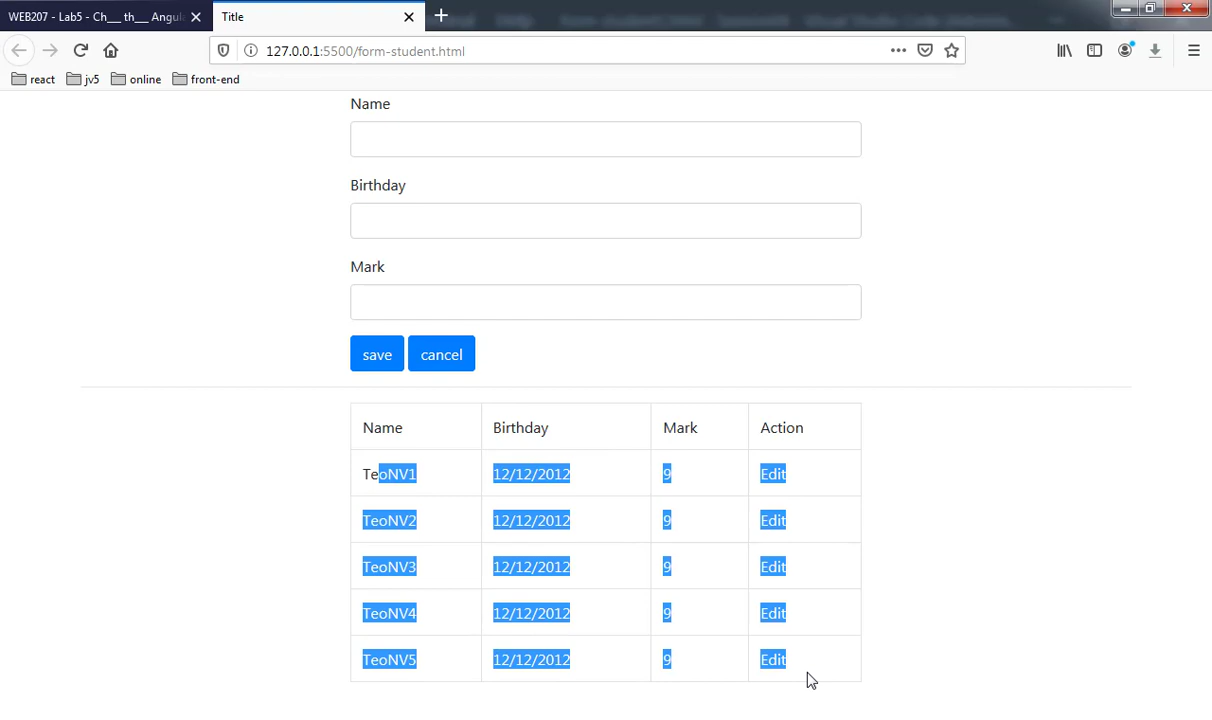 WEB207 - Lab5 - Ch__ th__ Angul
Title
127.0.0.1:5500/form-student.html
react
jv5
online
front-end
Name
Birthday
Mark
save cancel
Name Birthday Mark Action
TeoNV1 12/12/2012 9 Edit
TeoNV2 12/12/2012 9 Edit
TeoNV3 12/12/2012 9 Edit
TeoNV4 12/12/2012 9 Edit
TeoNV5 12/12/2012 9 Edit